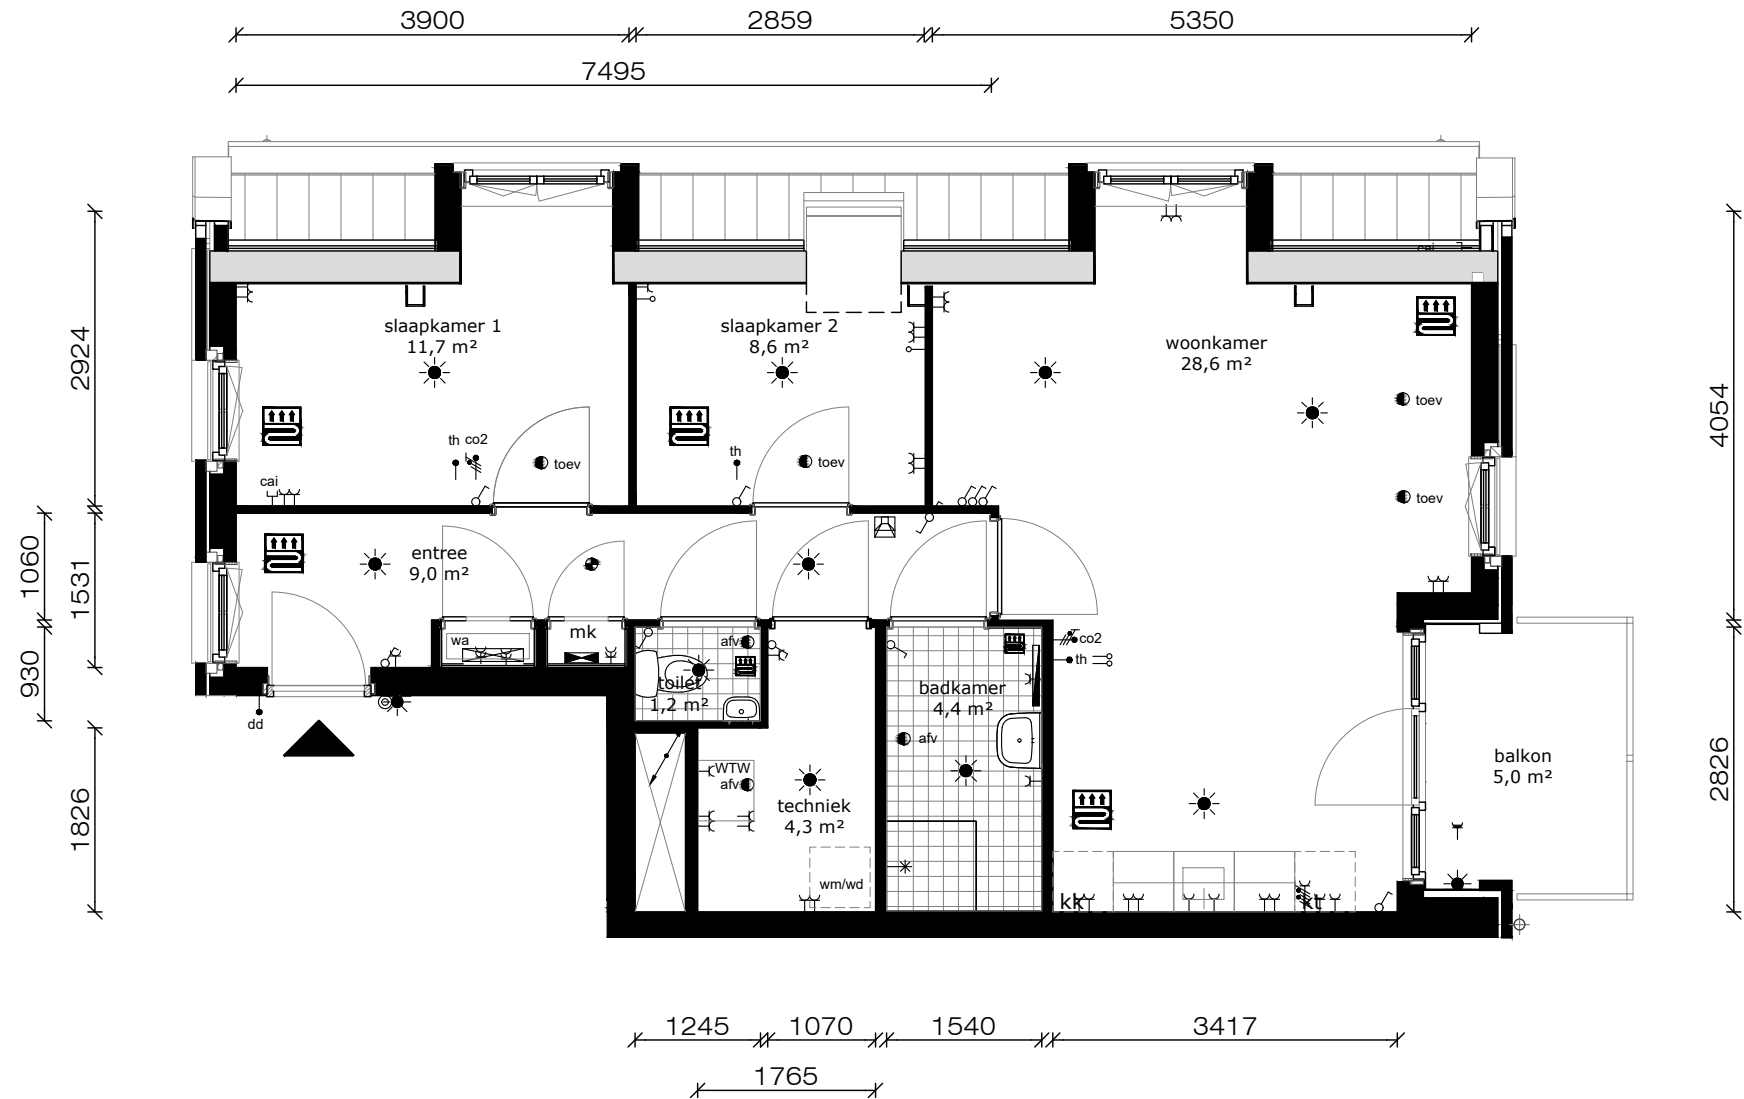 3900
2859
5350
7495
cai
slaapkamer 1
11,7 m²
slaapkamer 2
8,6 m²
woonkamer
28,6 m²
2924
4054
toev
th co2
toev
th
toev
cai
toev
1060
1531
entree
9,0 m²
wa
mk
afv
co2
th
930
toilet
1,2 m²
badkamer
4,4 m²
dd
afv
WTW
afv
balkon
5,0 m²
techniek
4,3 m²
1826
2826
wm/wd
kk
kt
1245
1070
1540
3417
1765